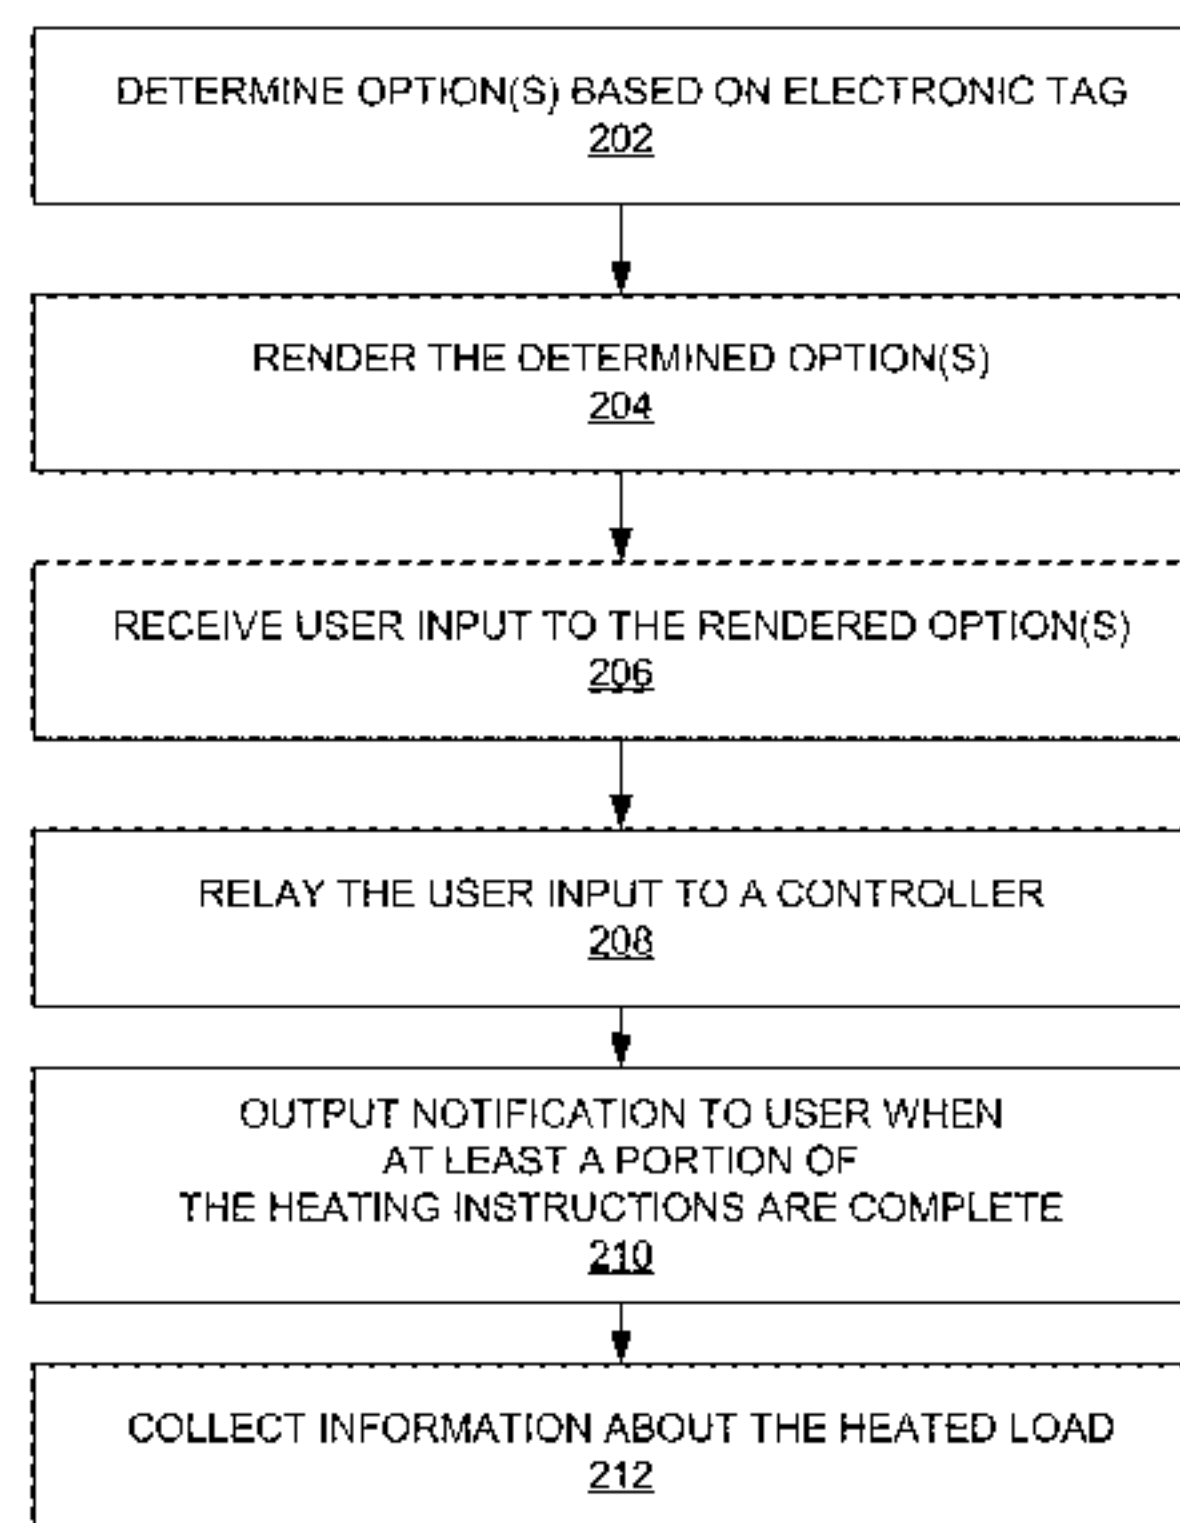 DETERMINE OPTION(S) BASED ON ELECTRONIC TAG
202
RENDER THE DETERMINED OPTION(S)
204
RECEIVE USER INPUT TO THE RENDERED OPTION(S)
206
RELAY THE USER INPUT TO A CONTROLLER
208
OUTPUT NOTIFICATION TO USER WHEN
AT LEAST A PORTION OF
THE HEATING INSTRUCTIONS ARE COMPLETE
210
COLLECT INFORMATION ABOUT THE HEATED LOAD
212